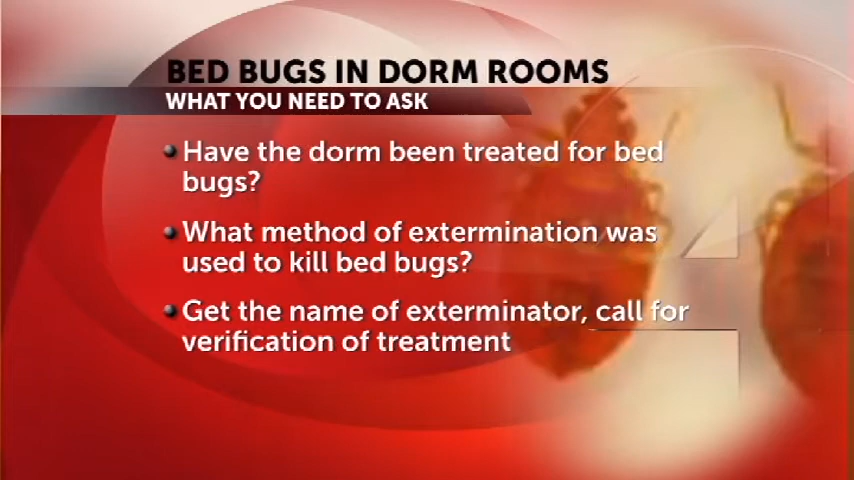 BED BUGS IN DORM ROOMS
WHAT YOU NEED TO ASK
Have the dorm been treated for bed
bugs?
What method of extermination was
used to kill bed bugs?
Get the name of exterminator, call for
verification of treatment
4